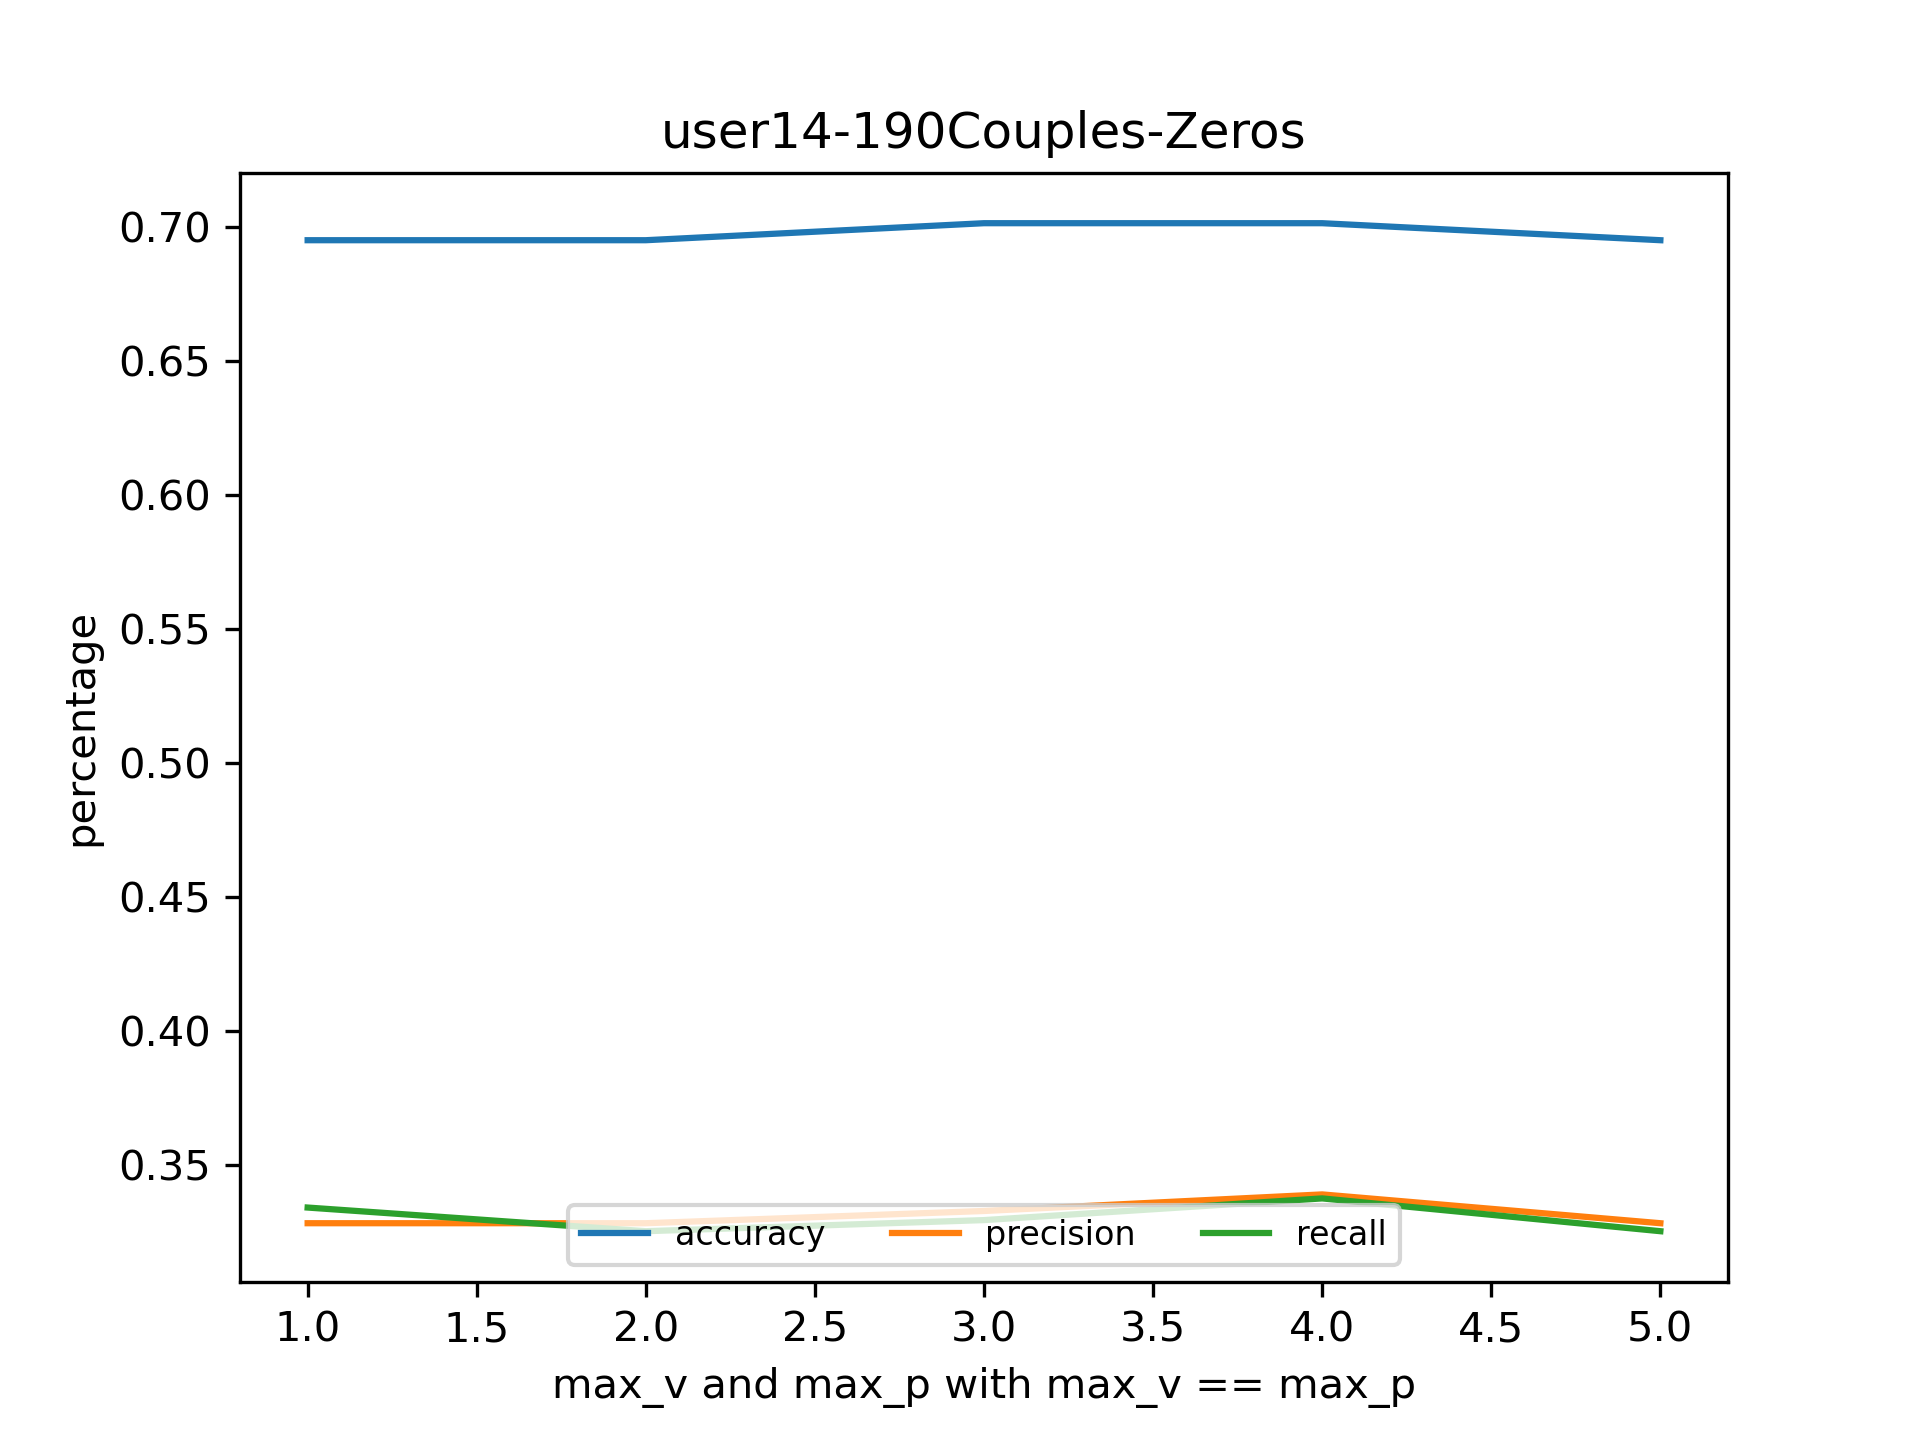 user14-190Couples-Zeros
0.70
0.65
0.60
0.55
0.50
0.45
0.40
0.35
percentage
accuracy precision recall
1.0 1.5 2.0 2.5 3.0 3.5 4.0 4.5 5.0
max_v and max_p with max_v == max_p